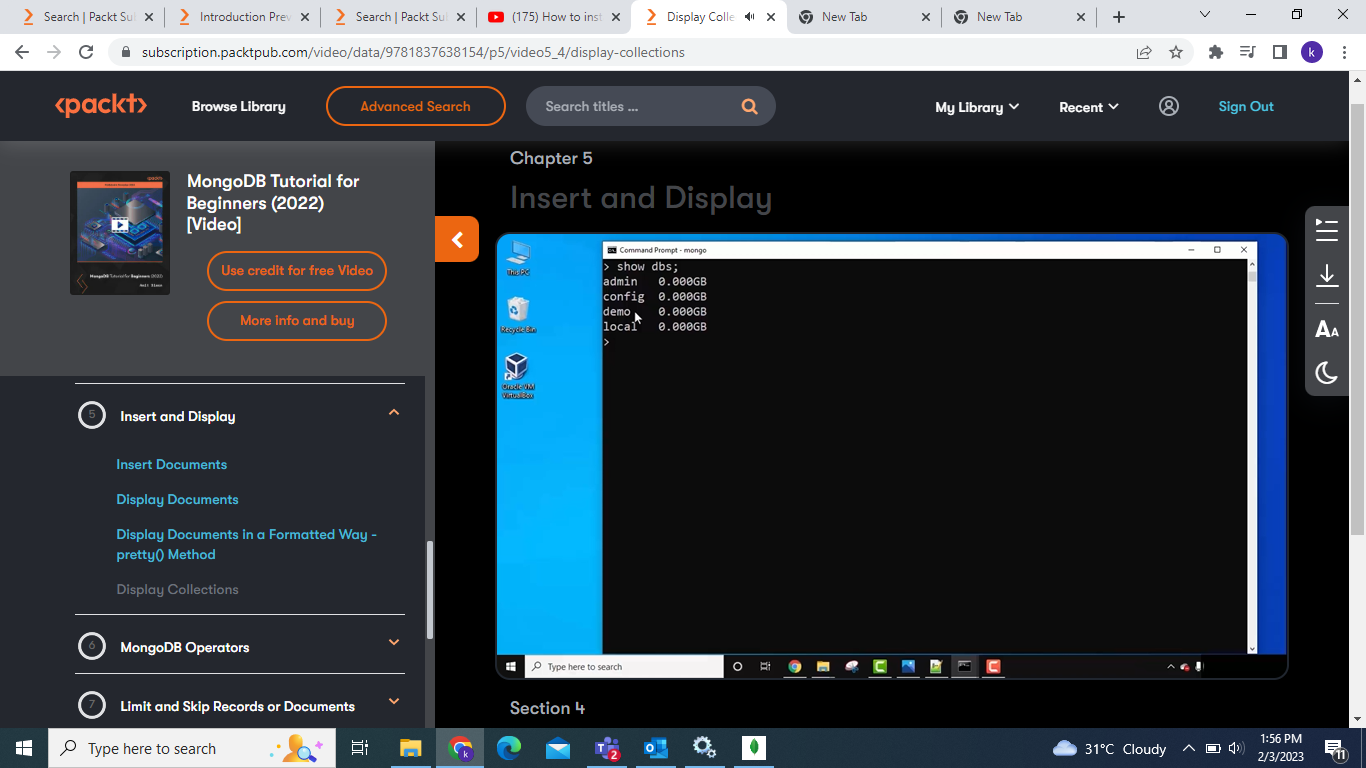 Search | Packt Su
Introduction Prev
Search | Packt Su
(175) How to inst
Display Colle
New Tab
New Tab
subscription.packtpub.com/video/data/9781837638154/p5/video5_4/display-collections
k
<packt>
Browse Library
Advanced Search
Search titles ...
My Library
Recent
Sign Out
MongoDB Tutorial for
Beginners (2022)
[Video]
Use credit for free Video
More info and buy
5 Insert and Display
Insert Documents
Display Documents
Display Documents in a Formatted Way -
pretty() Method
Display Collections
6 MongoDB Operators
7 Limit and Skip Records or Documents
Chapter 5
Insert and Display
This PC
Recycle Bin
Oracle VM
VirtualBox
Command Prompt - mongo
> show dbs;
admin 0.000GB
config 0.000GB
demo 0.000GB
local 0.000GB
>
Type here to search
AA
Section 4
Type here to search
k
2
31°C Cloudy
1:56 PM
2/3/2023
11